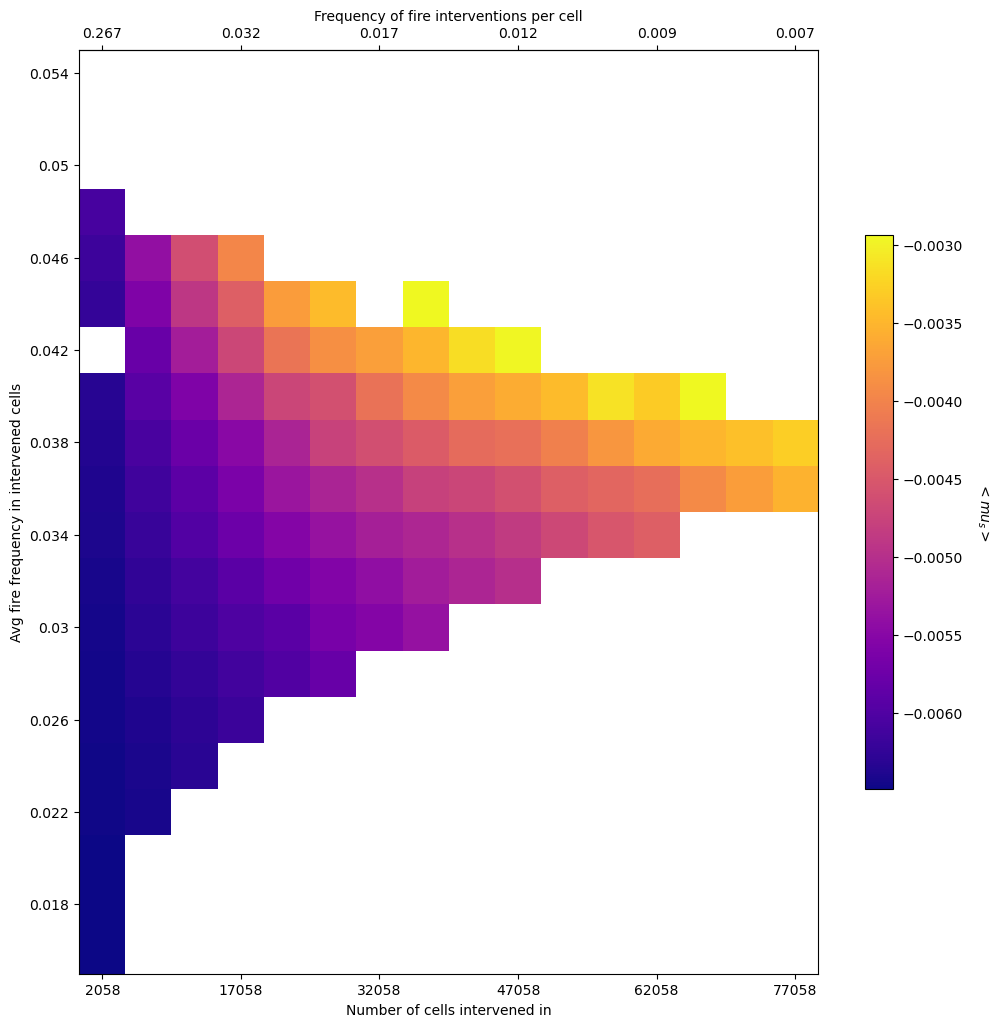 Frequency of fire interventions per cell
0.267 0.032 0.017 0.012 0.009 0.007
0.054
0.05
0.046
0.042
0.038
0.034
0.03
0.026
0.022
0.018
Avg fire frequency in intervened cells
2058 17058 32058 47058 62058 77058
Number of cells intervened in
−0.0030
−0.0035
−0.0040
−0.0045
−0.0050
−0.0055
−0.0060
< mu_s >